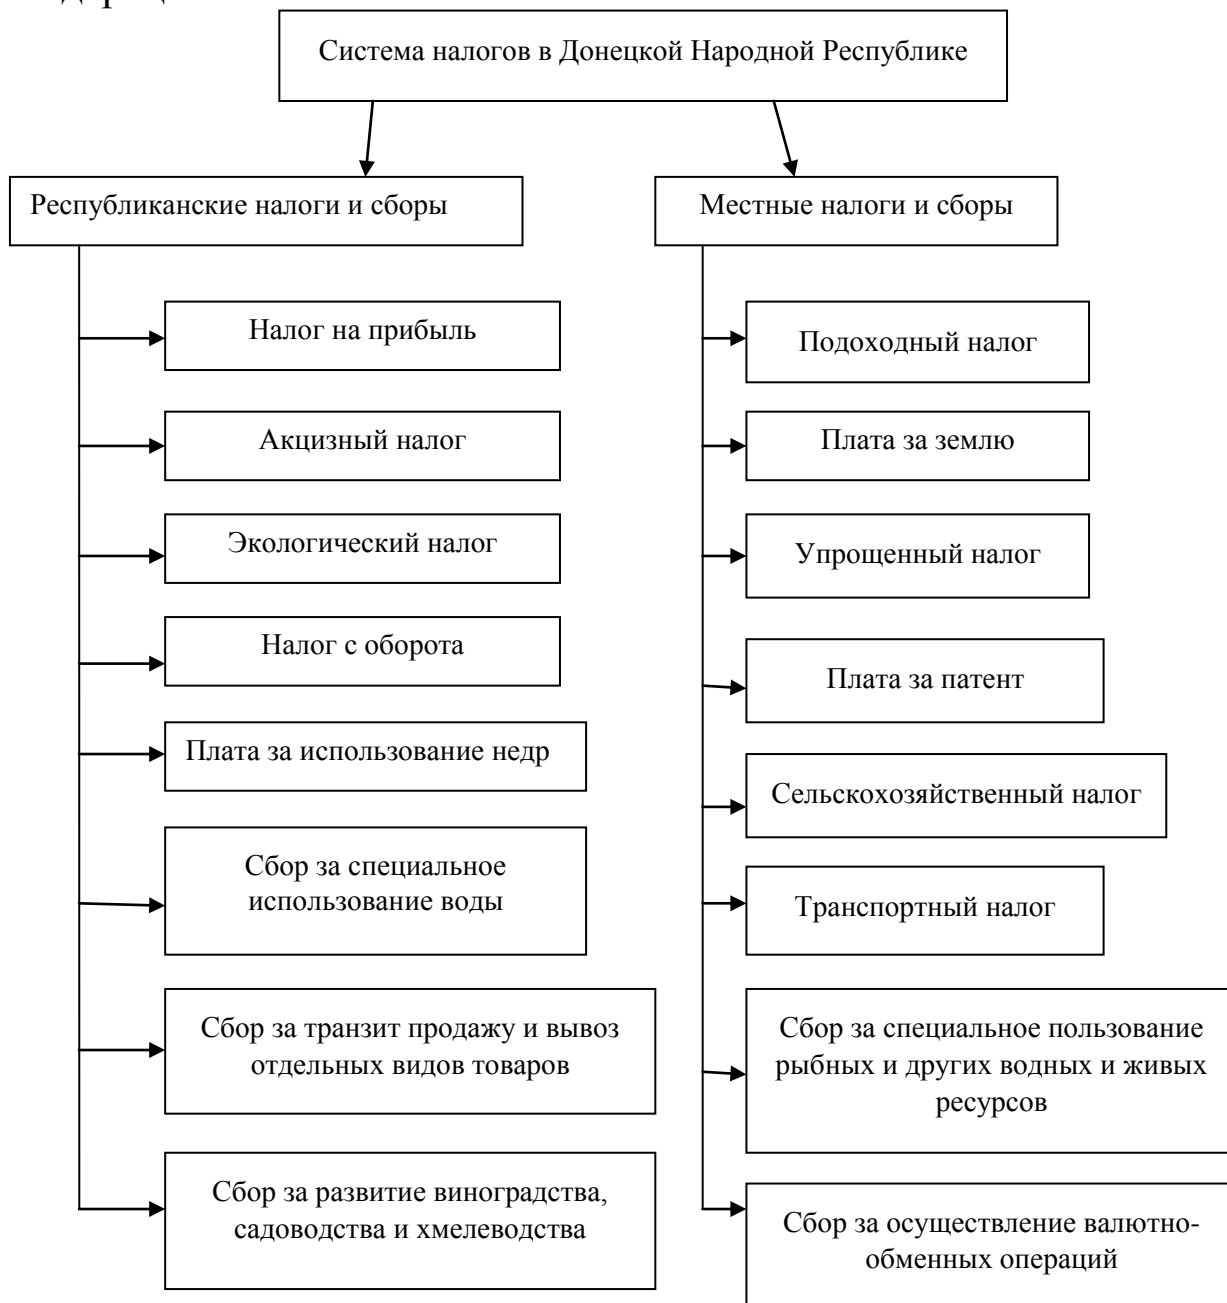 Система налогов в Донецкой Народной Республике
Республиканские налоги и сборы
Налог на прибыль
Акцизный налог
Экологический налог
Налог с оборота
Плата за использование недр
Сбор за специальное
использование воды
Сбор за транзит продажу и вывоз
отдельных видов товаров
Сбор за развитие виноградства,
садоводства и хмелеводства
Местные налоги и сборы
Подоходный налог
Плата за землю
Упрощенный налог
Плата за патент
Сельскохозяйственный налог
Транспортный налог
Сбор за специальное пользование
рыбных и других водных и живых
ресурсов
Сбор за осуществление валютно-
обменных операций